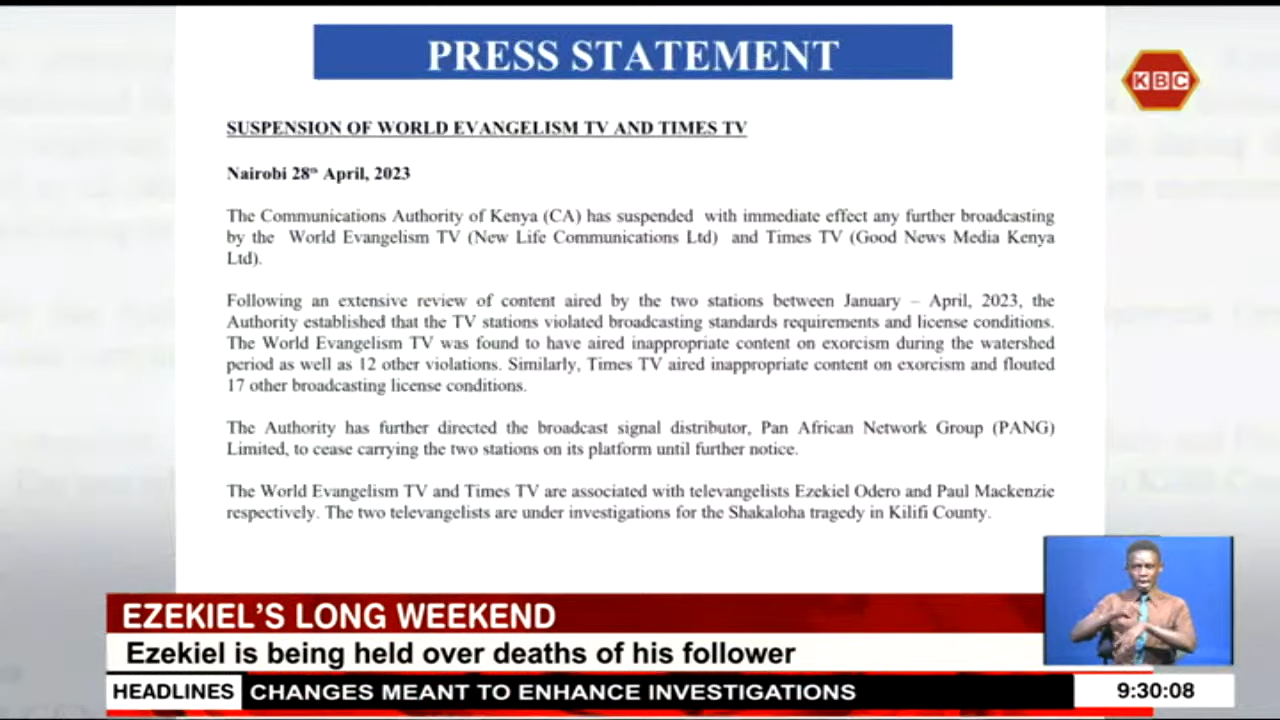 PRESS STATEMENT
KBC
SUSPENSION OF WORLD EVANGELISM TV AND TIMES TV
Nairobi 28th April, 2023
The Communications Authority of Kenya (CA) has suspended with immediate effect any further broadcasting
by the World Evangelism TV (New Life Communications Ltd) and Times TV (Good News Media Kenya
Ltd).
Following an extensive review of content aired by the two stations between January – April, 2023, the
Authority established that the TV stations violated broadcasting standards requirements and license conditions.
The World Evangelism TV was found to have aired inappropriate content on exorcism during the watershed
period as well as 12 other violations. Similarly, Times TV aired inappropriate content on exorcism and flouted
17 other broadcasting license conditions.
The Authority has further directed the broadcast signal distributor, Pan African Network Group (PANG)
Limited, to cease carrying the two stations on its platform until further notice.
The World Evangelism TV and Times TV are associated with televangelists Ezekiel Odero and Paul Mackenzie
respectively. The two televangelists are under investigations for the Shakaloha tragedy in Kilifi County.
EZEKIEL'S LONG WEEKEND
Ezekiel is being held over deaths of his follower
HEADLINES CHANGES MEANT TO ENHANCE INVESTIGATIONS 9:30:08